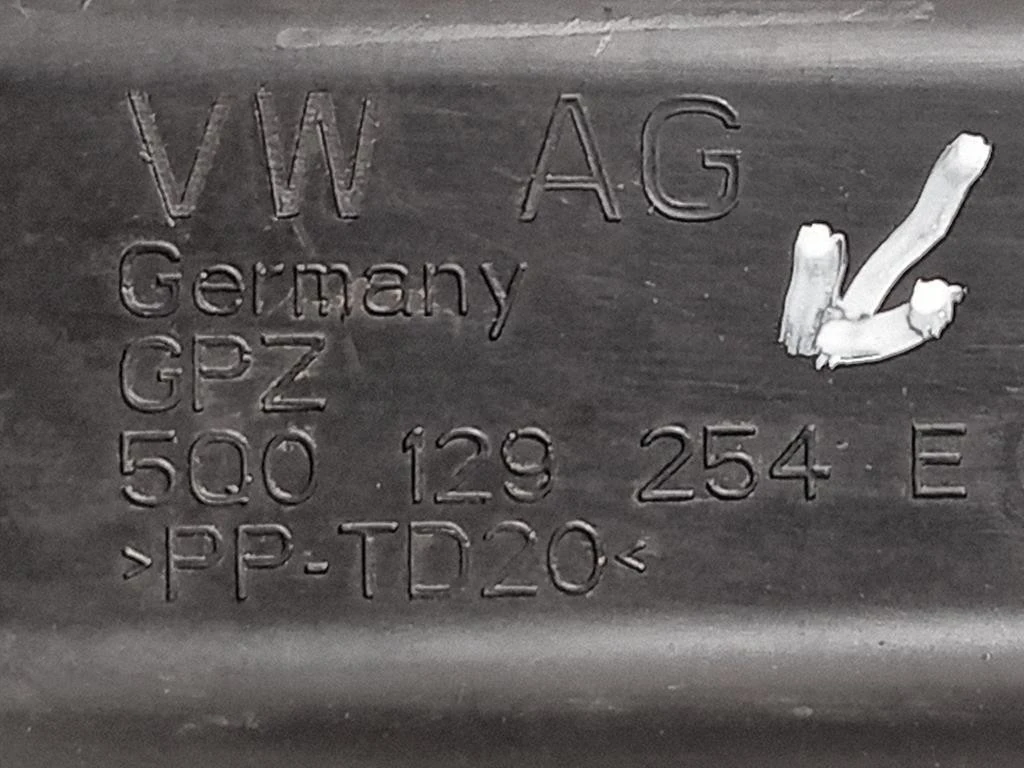 VW AG
Germany
GPZ
5Q0 129 254 E
>PP-TD20<